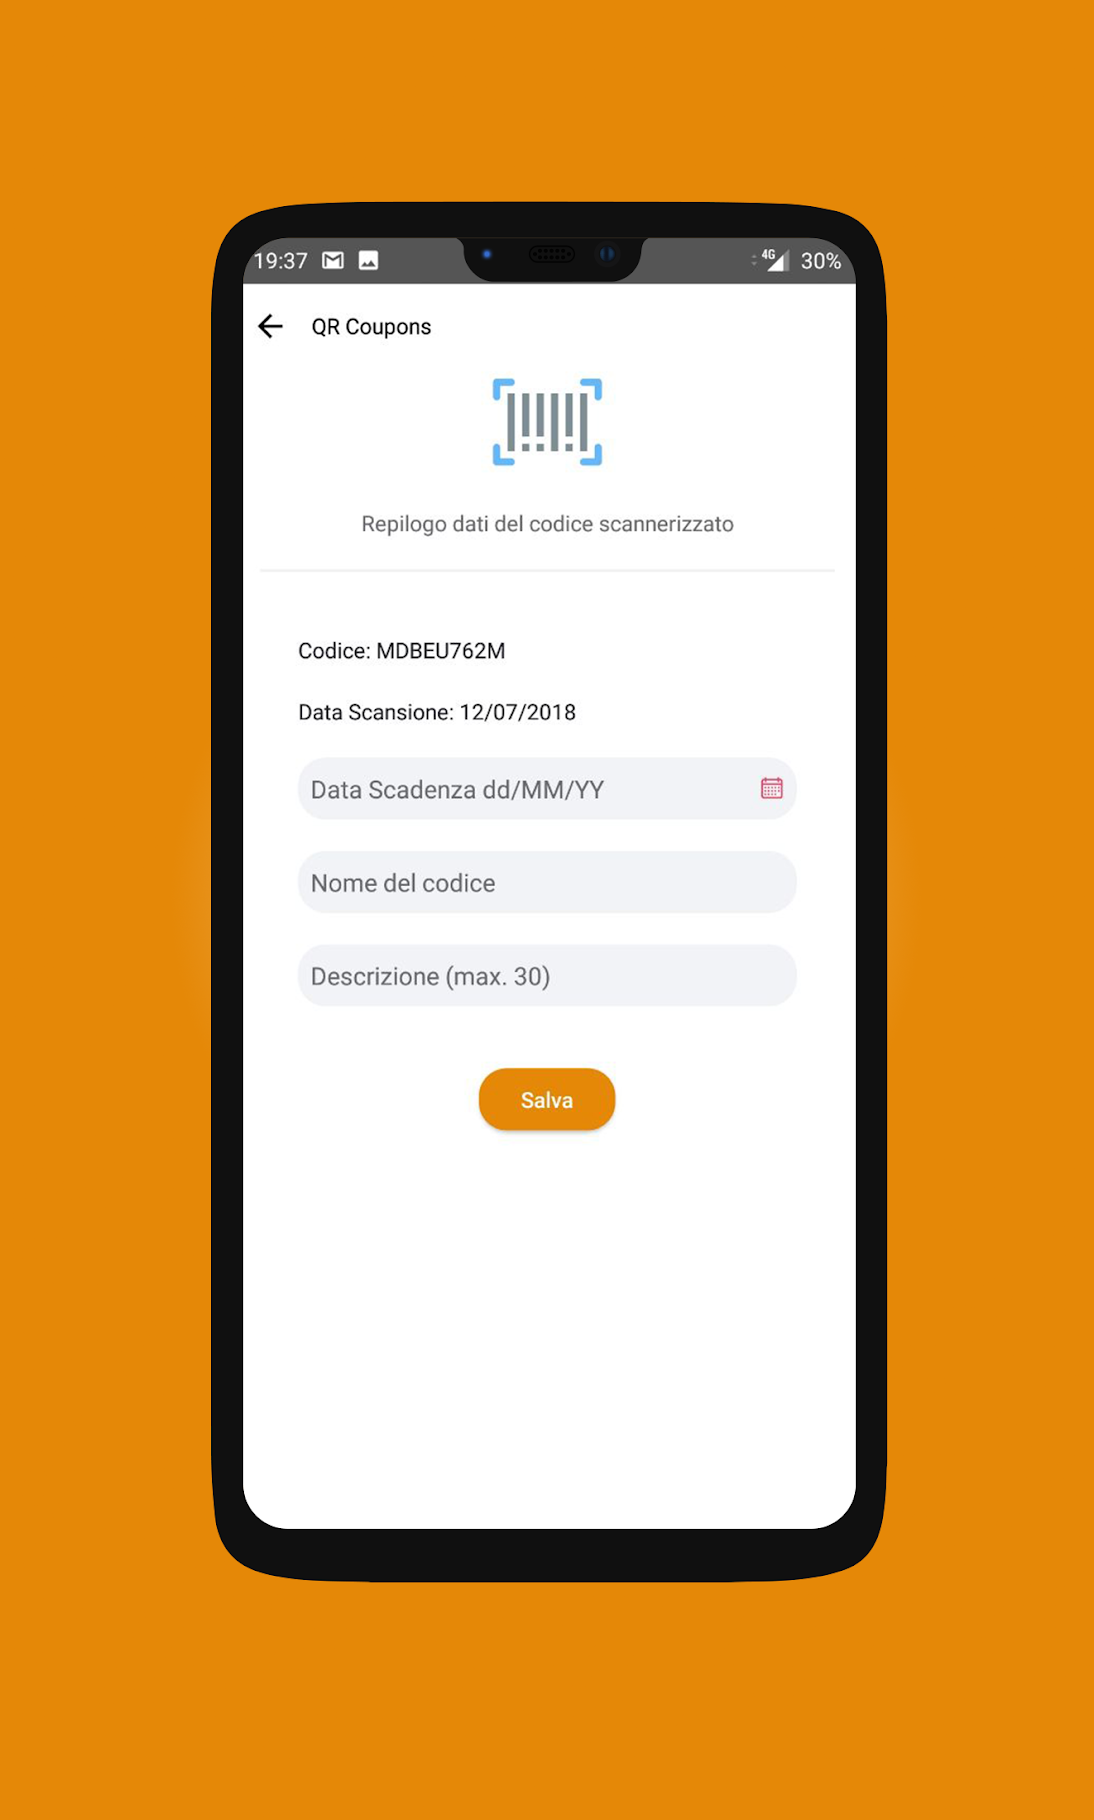 19:37 4G 30%
QR Coupons
Repilogo dati del codice scannerizzato
Codice: MDBEU762M
Data Scansione: 12/07/2018
Data Scadenza dd/MM/YY
Nome del codice
Descrizione (max. 30)
Salva